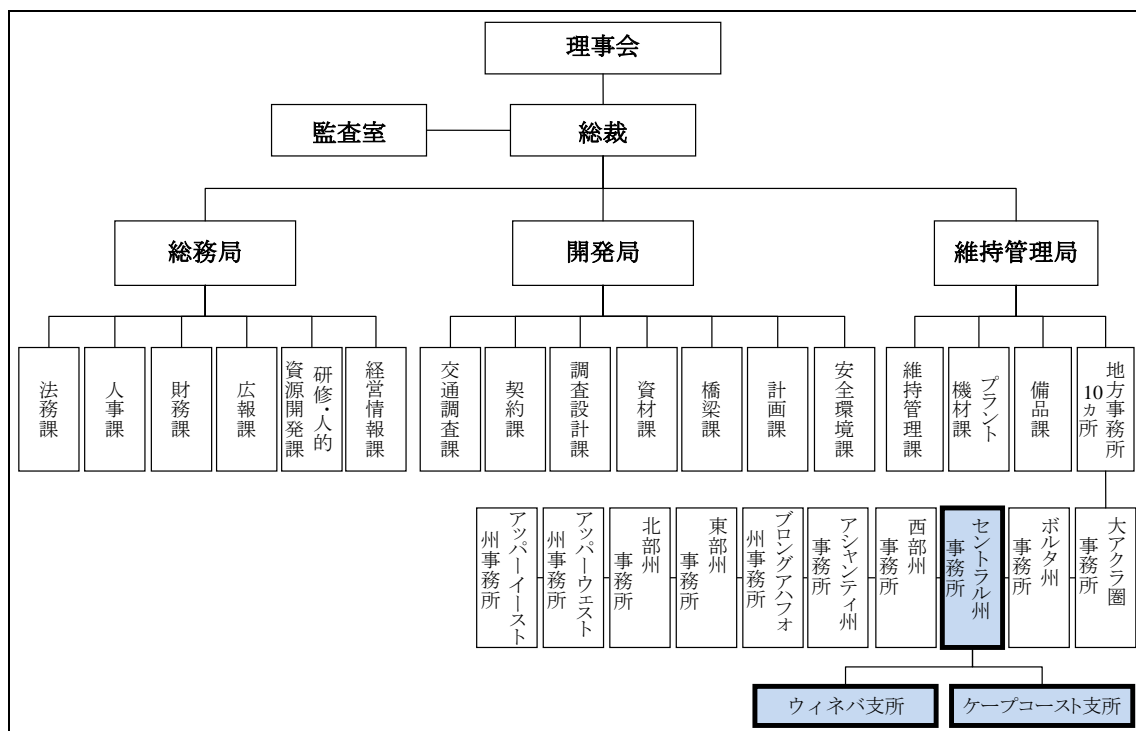 理事会
監査室
総裁
総務局
開発局
維持管理局
法務課
人事課
財務課
広報課
研修・人的
資源開発課
経営情報課
交通調査課
契約課
調査設計課
資材課
橋梁課
計画課
安全環境課
維持管理課
プラント
機材課
備品課
地方事務所
10ヵ所
アッパーイースト
州事務所
アッパーウエスト
州事務所
北部州
事務所
東部州
事務所
ブロングアハフォ
州事務所
アシャンティ州
事務所
西部州
事務所
セントラル州
事務所
ボルタ州
事務所
大アクラ圏
事務所
ウィネバ支所
ケープコースト支所